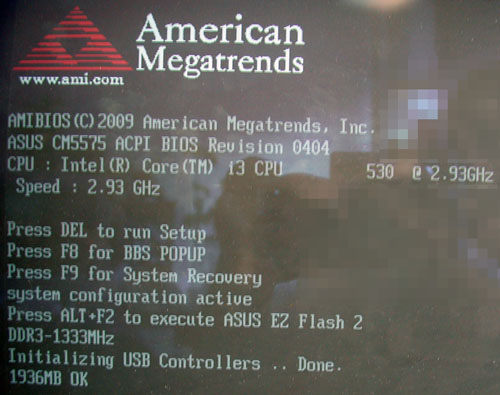 American
Megatrends
www.ami.com
AMIBIOS(C)2009 American Megatrends, Inc.
ASUS CM5575 ACPI BIOS Revision 0404
CPU : Intel(R) Core(TM) i3 CPU 530 @ 2.93GHz
Speed : 2.93 GHz
Press DEL to run Setup
Press F8 for BBS POPUP
Press F9 for System Recovery
system configuration active
Press ALT+F2 to execute ASUS EZ Flash 2
DDR3-1333MHz
Initializing USB Controllers .. Done.
1936MB OK